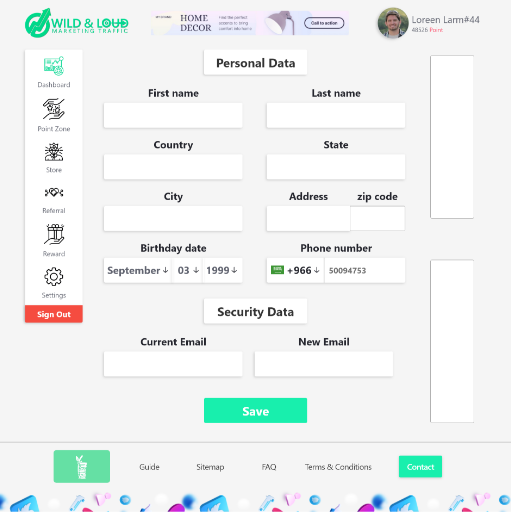 WILD & LOUD
MARKETING TRAFFIC
HOME
DECOR
Call to action
Loreen Larm#44
48526 Point
Dashboard
Point Zone
Store
Referral
Reward
Settings
Sign Out
Personal Data
First name
Last name
Country
State
City
Address
zip code
Birthday date
Phone number
September ↓ 03 ↓ 1999 ↓
+966 ↓ 50094753
Security Data
Current Email
New Email
Save
Guide
Sitemap
FAQ
Terms & Conditions
Contact